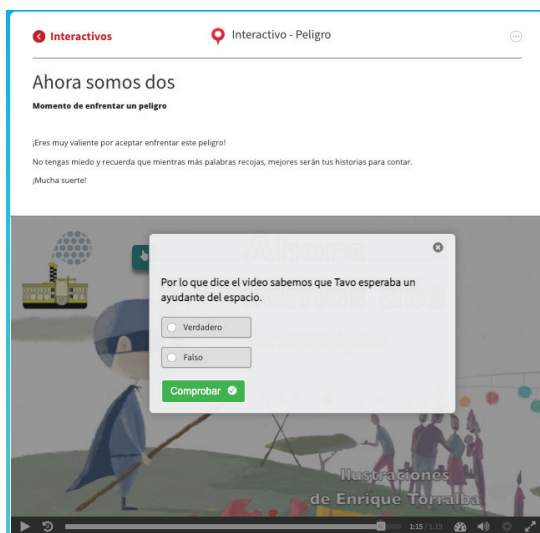 Interactivos
Interactivo - Peligro
Ahora somos dos
Momento de enfrentar un peligro
¡Eres muy valiente por aceptar enfrentar este peligro!
No tengas miedo y recuerda que mientras más palabras recojas, mejores serán tus historias para contar.
¡Mucha suerte!
Ahora
somos dos
Por lo que dice el video sabemos que Tavo esperaba un
ayudante del espacio.
Verdadero
Falso
Comprobar
Ilustraciones
de Enrique Torralba
1:15 / 1:19